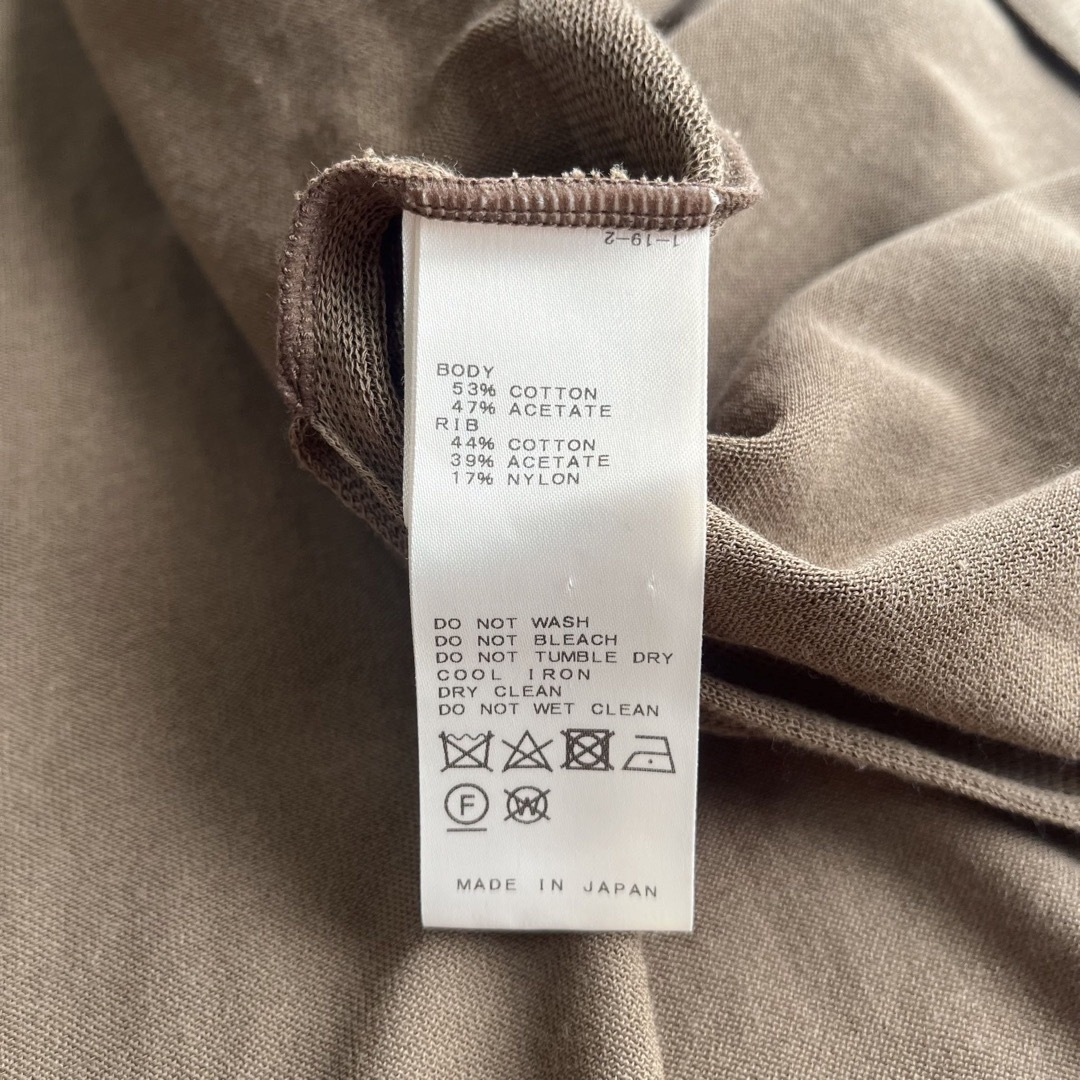 1-19-2
BODY
53% COTTON
47% ACETATE
RIB
44% COTTON
39% ACETATE
17% NYLON
DO NOT WASH
DO NOT BLEACH
DO NOT TUMBLE DRY
COOL IRON
DRY CLEAN
DO NOT WET CLEAN
F W
MADE IN JAPAN